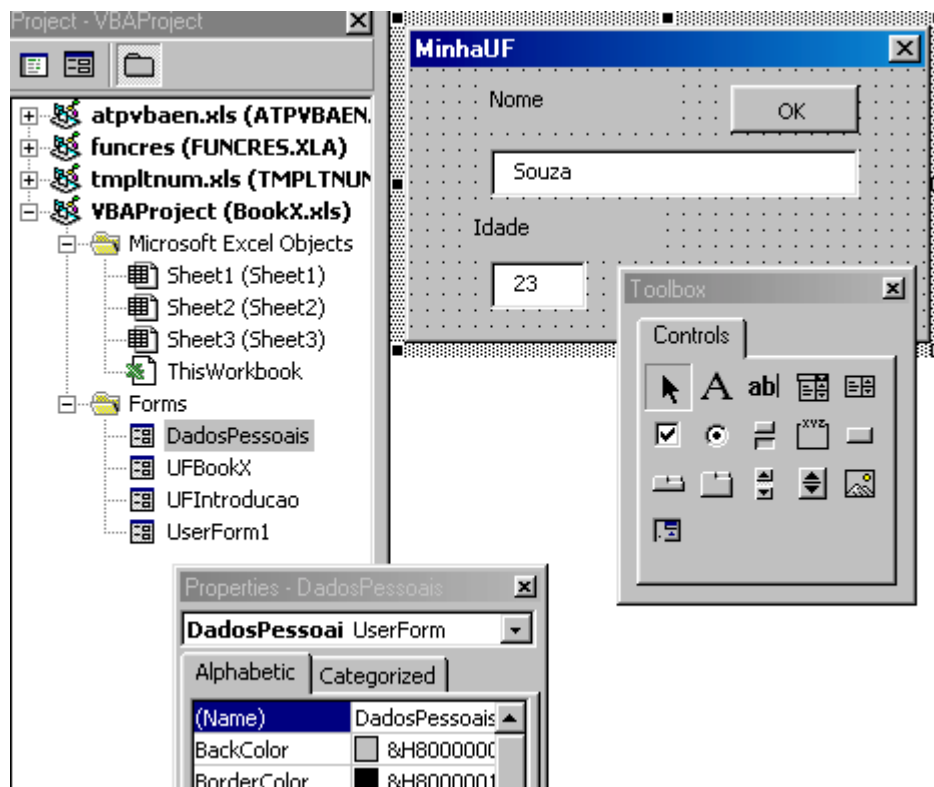 Project - VBAProject
atpvbaen.xls (ATPVBAEN.
funcres (FUNCRES.XLA)
tmpltnum.xls (TMPLTNUM
VBAProject (BookX.xls)
Microsoft Excel Objects
Sheet1 (Sheet1)
Sheet2 (Sheet2)
Sheet3 (Sheet3)
ThisWorkbook
Forms
DadosPessoais
UFBookX
UFIntroducao
UserForm1
MinhaUF
Nome
OK
Souza
Idade
23
Toolbox
Controls
A ab|
XYZ
Properties - DadosPessoais
DadosPessoai UserForm
Alphabetic Categorized
(Name) DadosPessoais
BackColor &H8000000
BorderColor &H8000001